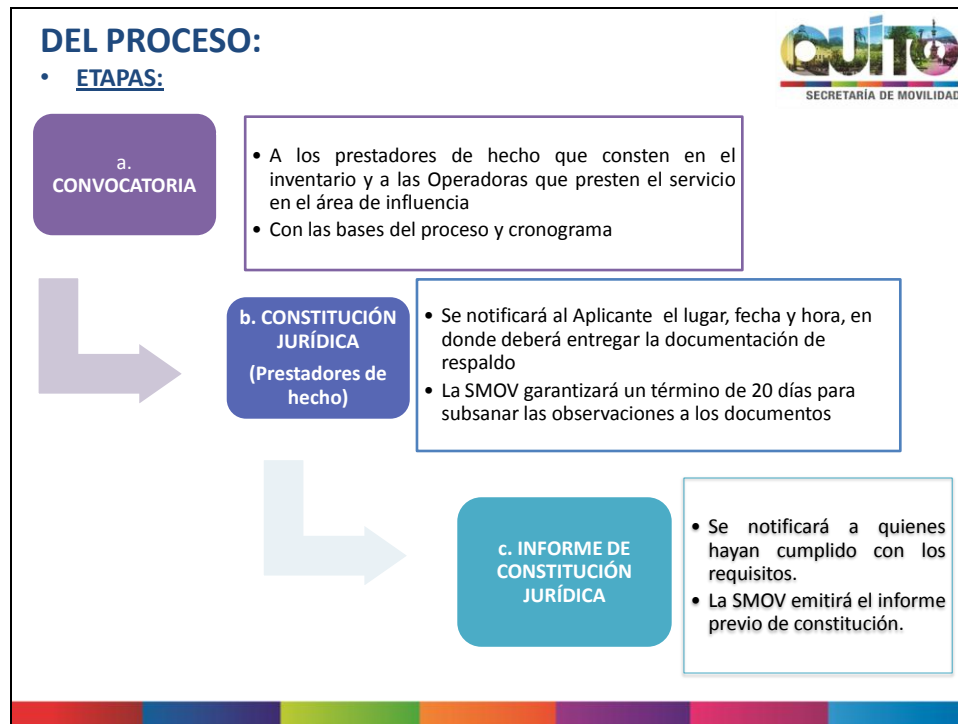 DEL PROCESO:
• ETAPAS:
QUITO
SECRETARÍA DE MOVILIDAD
a.
CONVOCATORIA
• A los prestadores de hecho que consten en el
inventario y a las Operadoras que presten el servicio
en el área de influencia
• Con las bases del proceso y cronograma
b. CONSTITUCIÓN
JURÍDICA
(Prestadores de
hecho)
• Se notificará al Aplicante el lugar, fecha y hora, en
donde deberá entregar la documentación de
respaldo
• La SMOV garantizará un término de 20 días para
subsanar las observaciones a los documentos
c. INFORME DE
CONSTITUCIÓN
JURÍDICA
• Se notificará a quienes
hayan cumplido con los
requisitos.
• La SMOV emitirá el informe
previo de constitución.